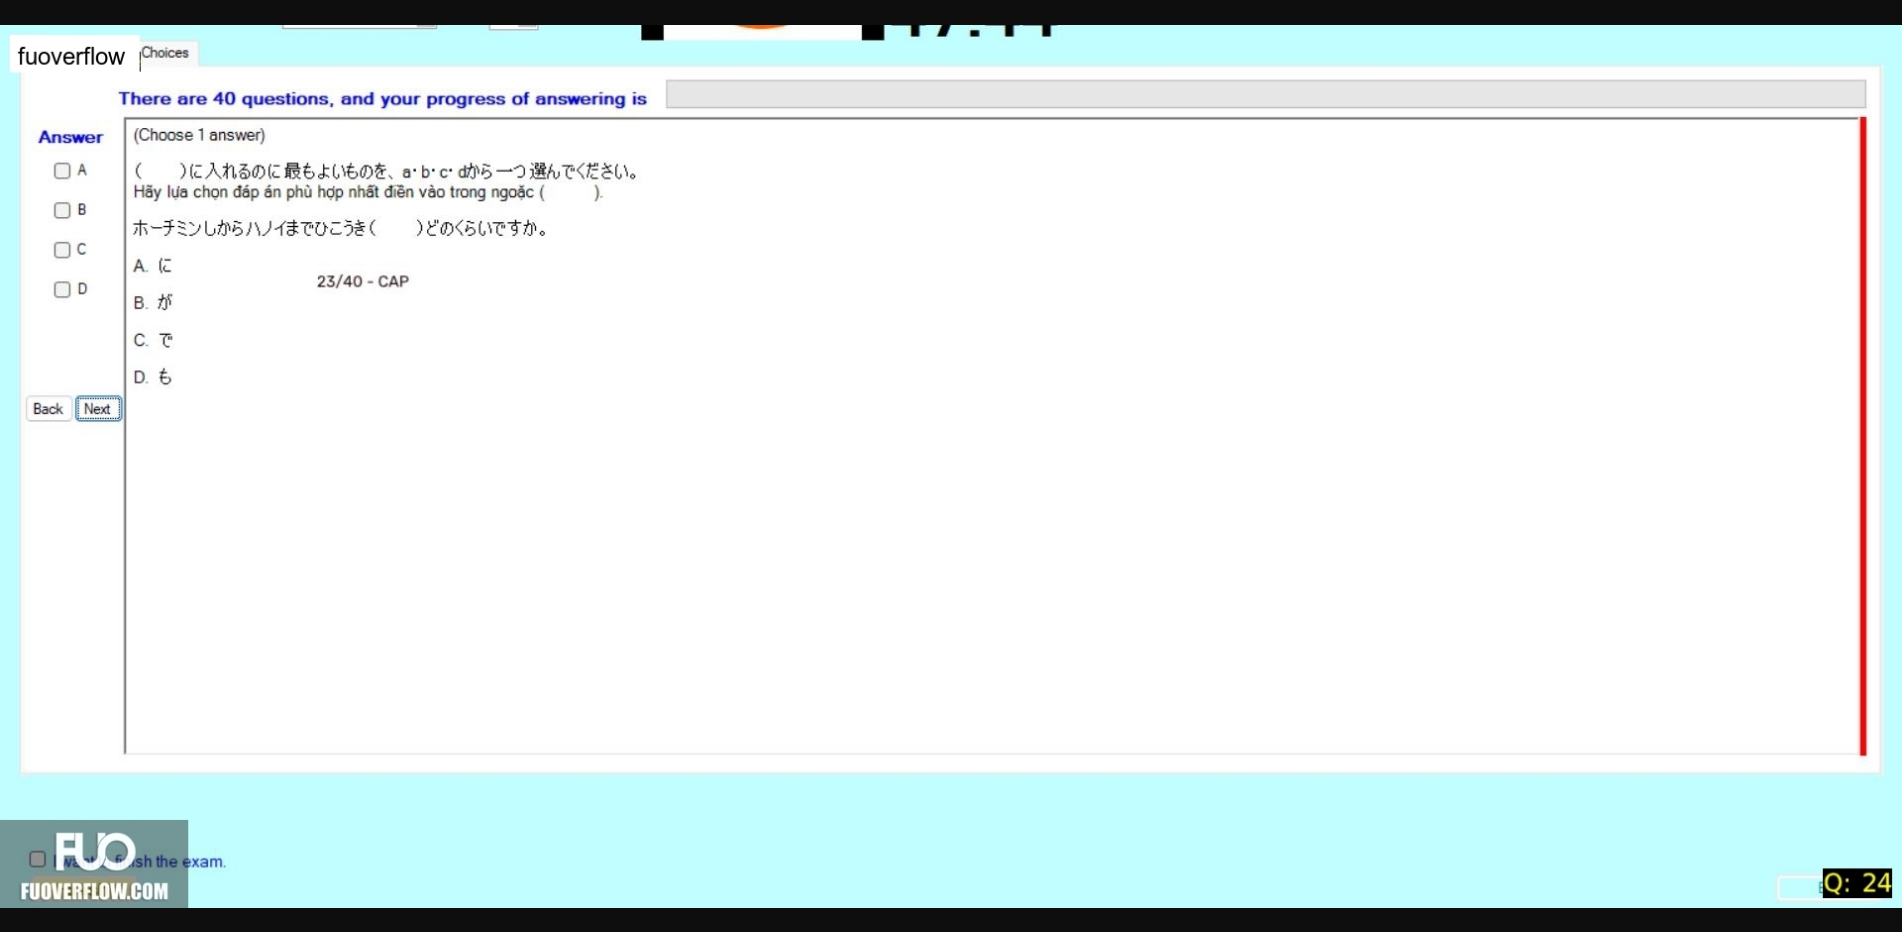 fuoverflow
Choices
There are 40 questions, and your progress of answering is
Answer
(Choose 1 answer)
A
B
C
D
(　　)に入れるのに最もよいものを、a・b・c・dから一つ選んでください。
Hãy lựa chọn đáp án phù hợp nhất điền vào trong ngoặc ( ).
ホーチミンしからハノイまでひこうき(　　)どのくらいですか。
A. に
23/40 - CAP
B. が
C. で
D. も
Back Next
FUO
the exam.
FUOVERFLOW.COM
Q: 24